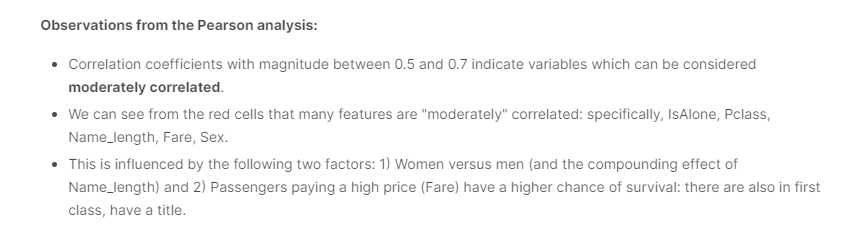 Observations from the Pearson analysis:
• Correlation coefficients with magnitude between 0.5 and 0.7 indicate variables which can be considered
moderately correlated.
• We can see from the red cells that many features are "moderately" correlated: specifically, IsAlone, Pclass,
Name_length, Fare, Sex.
• This is influenced by the following two factors: 1) Women versus men (and the compounding effect of
Name_length) and 2) Passengers paying a high price (Fare) have a higher chance of survival: there are also in first
class, have a title.